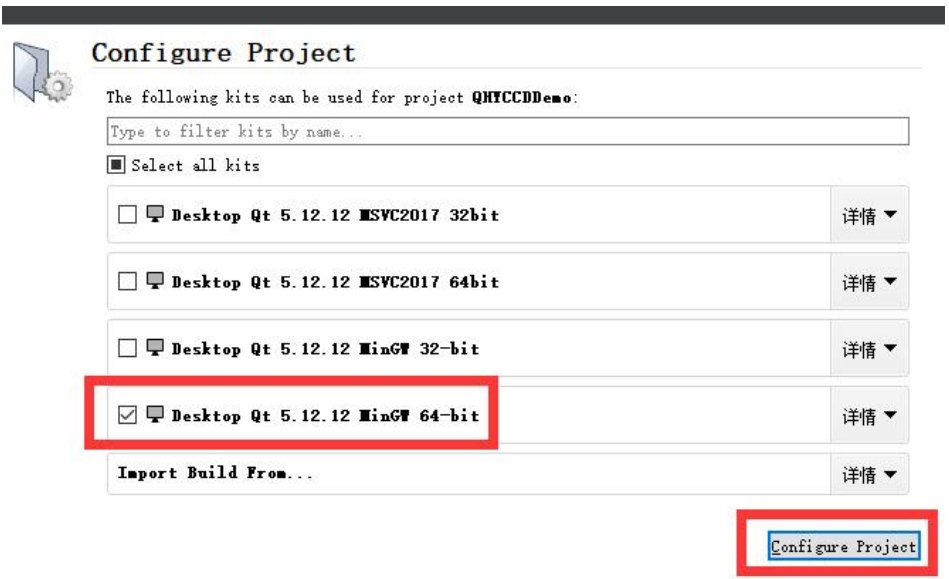 Configure Project
The following kits can be used for project QHYCCDDemo:
Type to filter kits by name...
Select all kits
Desktop Qt 5.12.12 MSVC2017 32bit 详情
Desktop Qt 5.12.12 MSVC2017 64bit 详情
Desktop Qt 5.12.12 MinGW 32-bit 详情
Desktop Qt 5.12.12 MinGW 64-bit 详情
Import Build From... 详情
Configure Project